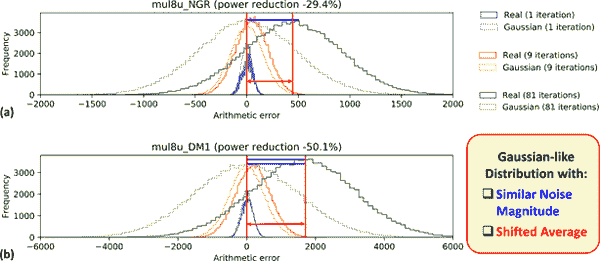 mul8u_NGR (power reduction -29.4%)
Frequency
3000
2000
1000
0
−2000
−1500
−1000
−500
0
500
1000
1500
2000
Arithmetic error
(a)
Real (1 iteration)
Gaussian (1 iteration)
Real (9 iterations)
Gaussian (9 iterations)
Real (81 iterations)
Gaussian (81 iterations)
mul8u_DM1 (power reduction -50.1%)
Frequency
3000
2000
1000
0
−6000
−4000
−2000
0
2000
4000
6000
Arithmetic error
(b)
Gaussian-like
Distribution with:
Similar Noise
Magnitude
Shifted Average